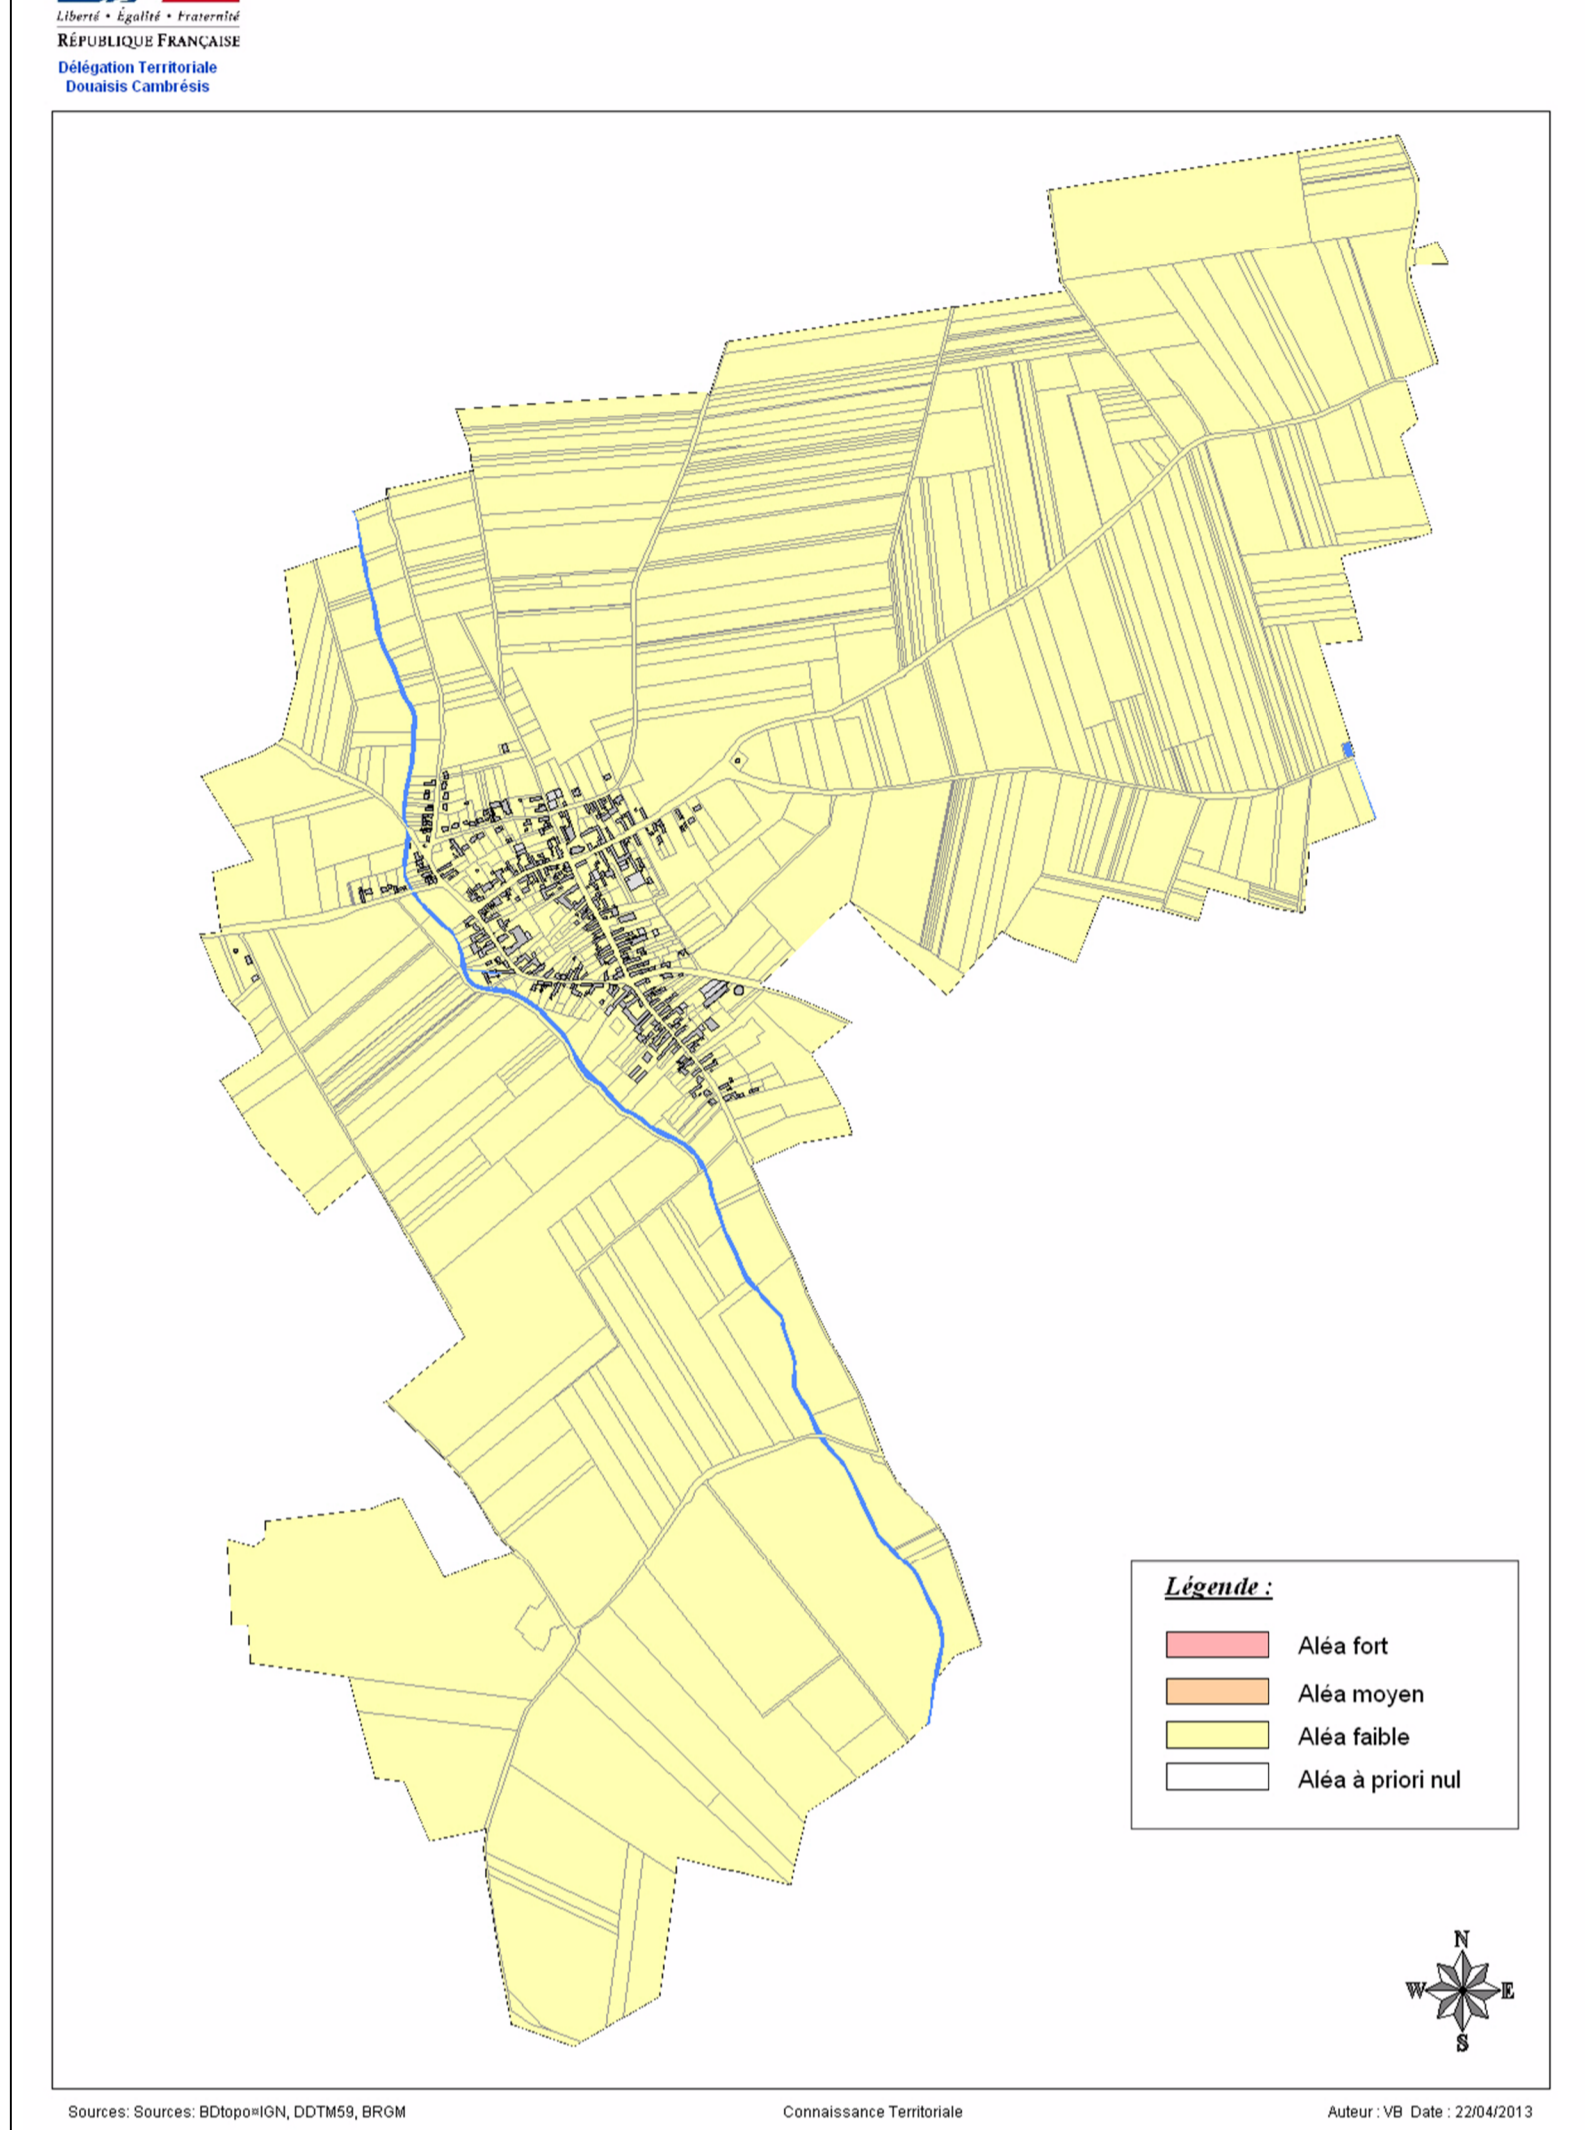 Liberté • Égalité • Fraternité
RÉPUBLIQUE FRANÇAISE
Délégation Territoriale
Douaisis Cambrésis
Légende :
Aléa fort
Aléa moyen
Aléa faible
Aléa à priori nul
N
W E
S
Sources: Sources: BDtopo¤IGN, DDTM59, BRGM
Connaissance Territoriale
Auteur : VB Date : 22/04/2013